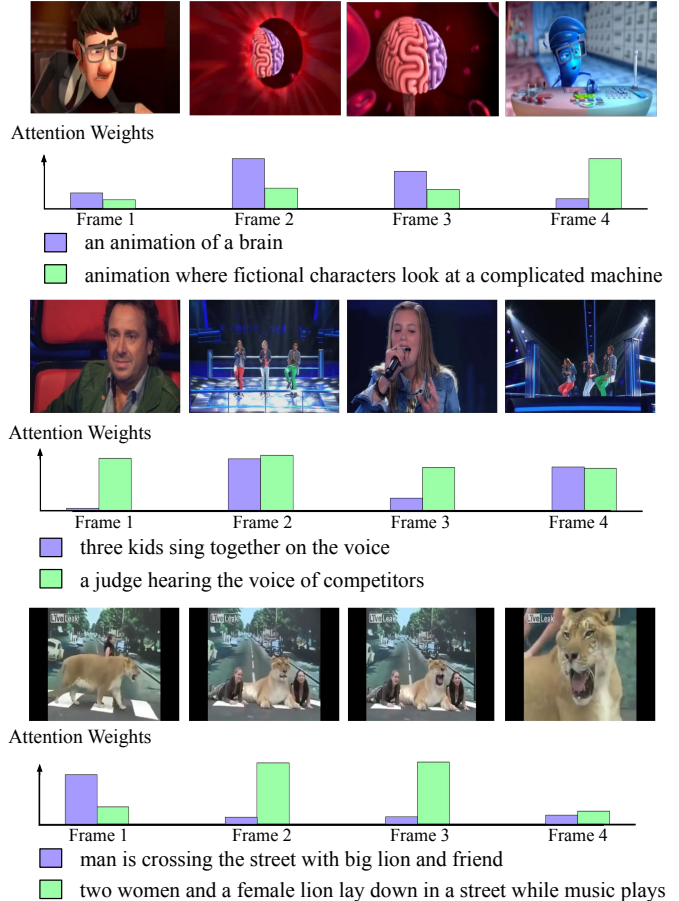 Attention Weights
Frame 1 Frame 2 Frame 3 Frame 4
an animation of a brain
animation where fictional characters look at a complicated machine
Attention Weights
Frame 1 Frame 2 Frame 3 Frame 4
three kids sing together on the voice
a judge hearing the voice of competitors
LiveLeak LiveLeak LiveLeak LiveLeak
Attention Weights
Frame 1 Frame 2 Frame 3 Frame 4
man is crossing the street with big lion and friend
two women and a female lion lay down in a street while music plays